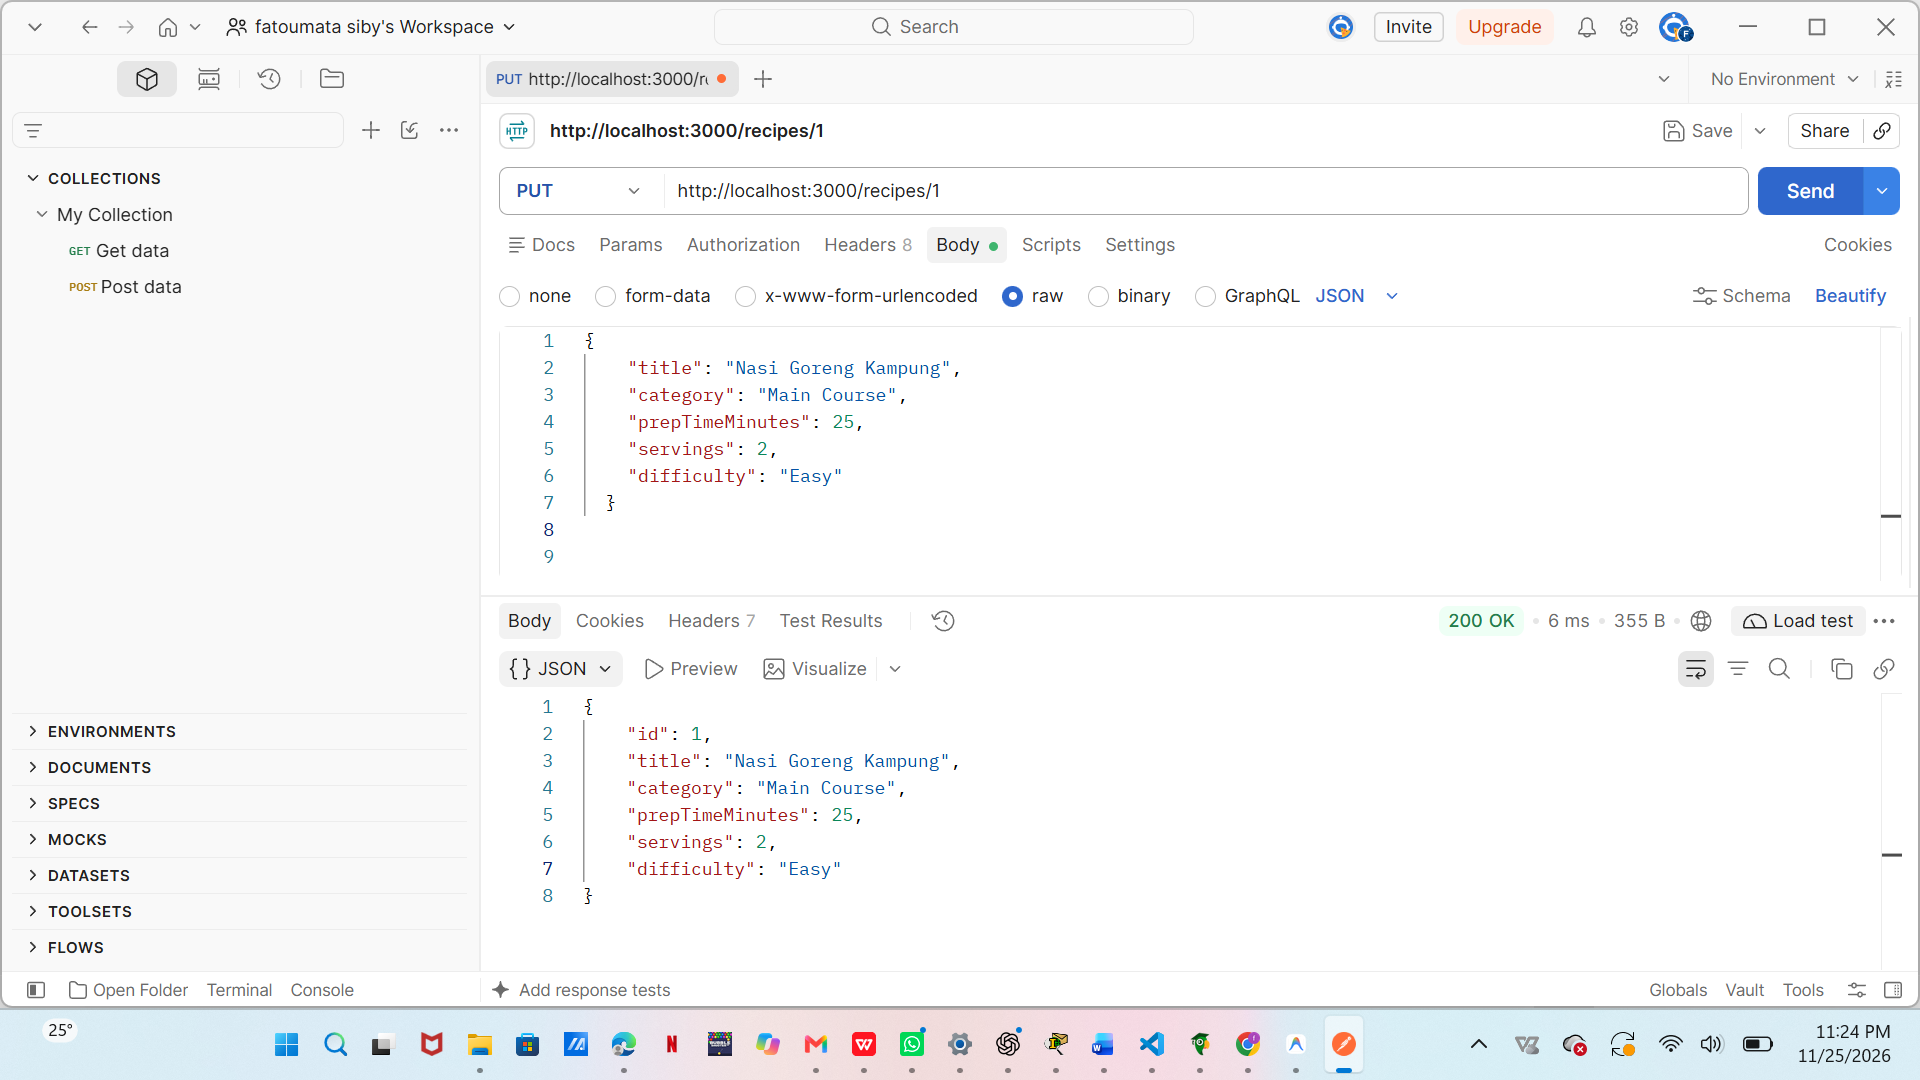 fatoumata siby's Workspace
Search
Invite
Upgrade
F
PUT http://localhost:3000/re
No Environment
HTTP
http://localhost:3000/recipes/1
Save
Share
COLLECTIONS
My Collection
GET Get data
POST Post data
ENVIRONMENTS
DOCUMENTS
SPECS
MOCKS
DATASETS
TOOLSETS
FLOWS
PUT
http://localhost:3000/recipes/1
Send
Docs
Params
Authorization
Headers 8
Body
Scripts
Settings
Cookies
none
form-data
x-www-form-urlencoded
raw
binary
GraphQL
JSON
Schema
Beautify
1 {
2 "title": "Nasi Goreng Kampung",
3 "category": "Main Course",
4 "prepTimeMinutes": 25,
5 "servings": 2,
6 "difficulty": "Easy"
7 }
8
9
Body
Cookies
Headers 7
Test Results
200 OK
6 ms
355 B
Load test
{} JSON
Preview
Visualize
1 {
2 "id": 1,
3 "title": "Nasi Goreng Kampung",
4 "category": "Main Course",
5 "prepTimeMinutes": 25,
6 "servings": 2,
7 "difficulty": "Easy"
8 }
Open Folder
Terminal
Console
Add response tests
Globals
Vault
Tools
25°
11:24 PM
11/25/2026